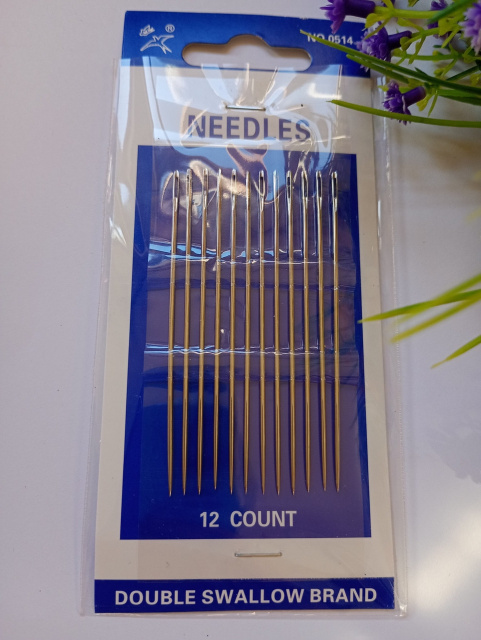 ®
NO.0514
NEEDLES
12 COUNT
DOUBLE SWALLOW BRAND